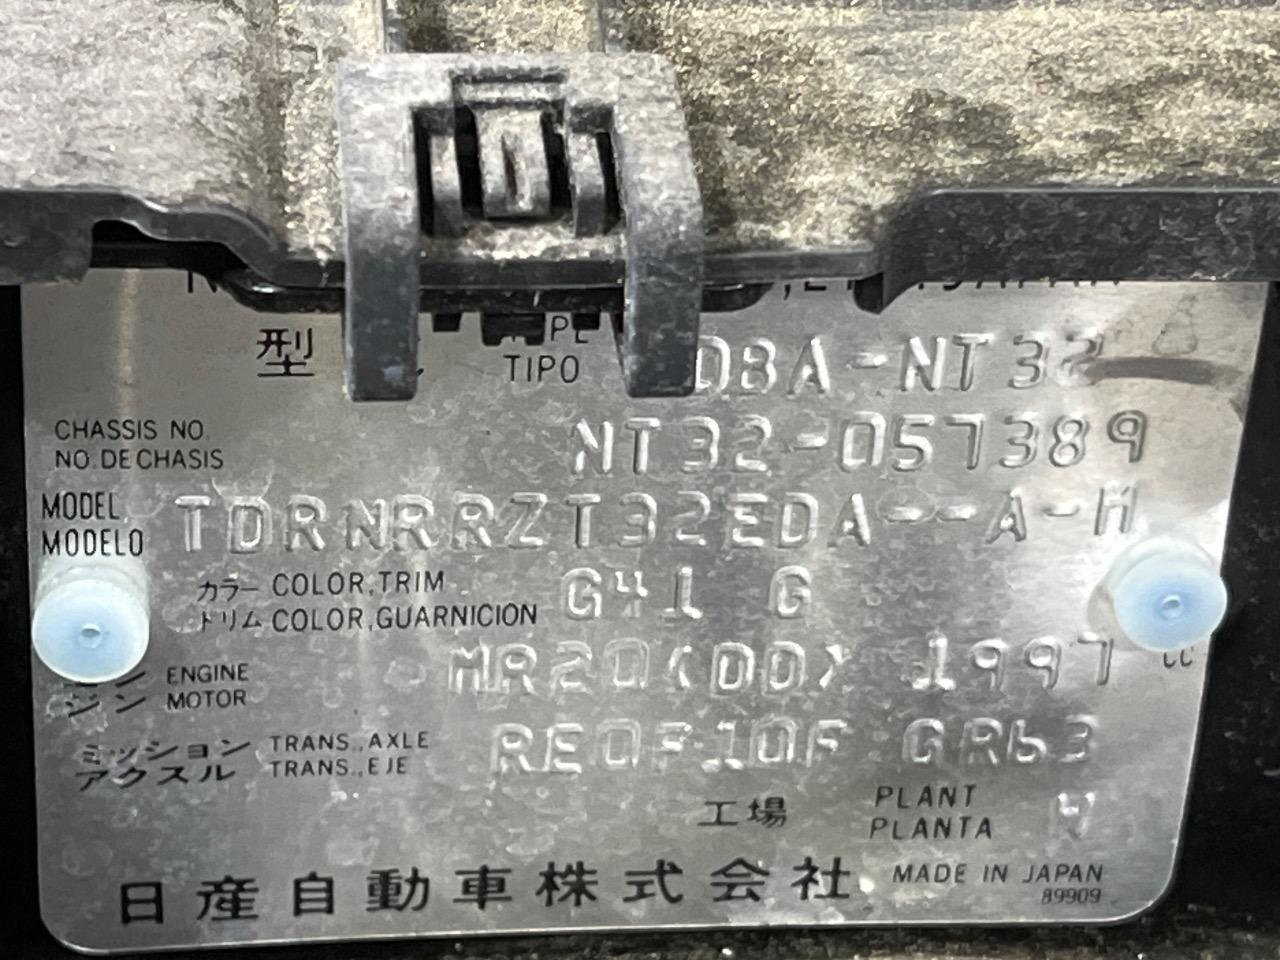 型
TIPO DBA-NT32
CHASSIS NO. NT32-057389
NO. DE CHASIS
MODEL TDRNRRZT32EDA--A-H
MODELO
カラー COLOR, TRIM G41 G
トリム COLOR, GUARNICION
ENGINE MR20(DD) 1997 CC
ジン MOTOR
ミッション TRANS., AXLE RE0F10F GR63
アクスル TRANS., EJE
工場 PLANT
PLANTA
日産自動車株式会社 MADE IN JAPAN
89909